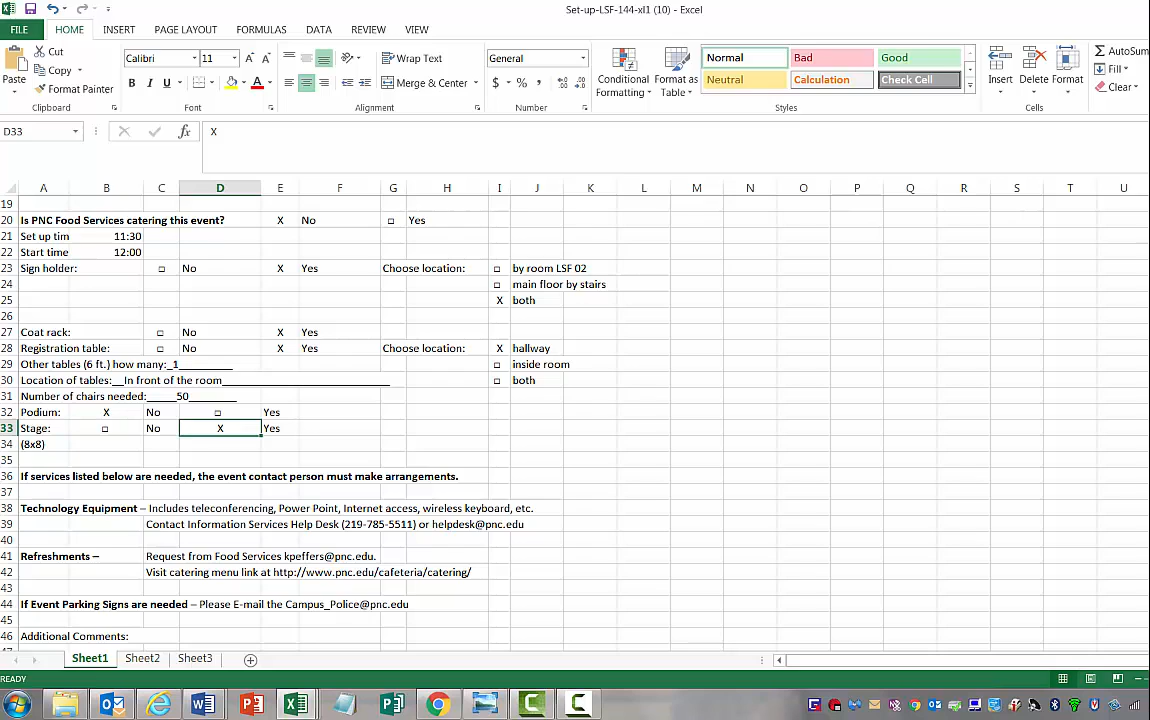 Set-up-LSF-144-xl1 (10) - Excel
FILE HOME INSERT PAGE LAYOUT FORMULAS DATA REVIEW VIEW
Paste Cut Copy Format Painter Clipboard
Calibri 11 B I U A Font
Wrap Text Merge & Center Alignment
General $ % , Number
Conditional Formatting Format as Table
Normal Bad Good
Neutral Calculation Check Cell
Styles
Insert Delete Format Cells
AutoSum
Fill
Clear
D33 fx X
A B C D E F G H I J K L M N O P Q R S T U
19
20 Is PNC Food Services catering this event? X No □ Yes
21 Set up tim 11:30
22 Start time 12:00
23 Sign holder: □ No X Yes Choose location: □ by room LSF 02
24 □ main floor by stairs
25 X both
26
27 Coat rack: □ No X Yes
28 Registration table: □ No X Yes Choose location: X hallway
29 Other tables (6 ft.) how many:_1__________ □ inside room
30 Location of tables:__In front of the room______________________________ □ both
31 Number of chairs needed:_____50________
32 Podium: X No □ Yes
33 Stage: □ No X Yes
34 (8x8)
35
36 If services listed below are needed, the event contact person must make arrangements.
37
38 Technology Equipment – Includes teleconferencing, Power Point, Internet access, wireless keyboard, etc.
39 Contact Information Services Help Desk (219-785-5511) or helpdesk@pnc.edu
40
41 Refreshments – Request from Food Services kpeffers@pnc.edu.
42 Visit catering menu link at http://www.pnc.edu/cafeteria/catering/
43
44 If Event Parking Signs are needed – Please E-mail the Campus_Police@pnc.edu
45
46 Additional Comments:
Sheet1 Sheet2 Sheet3
READY